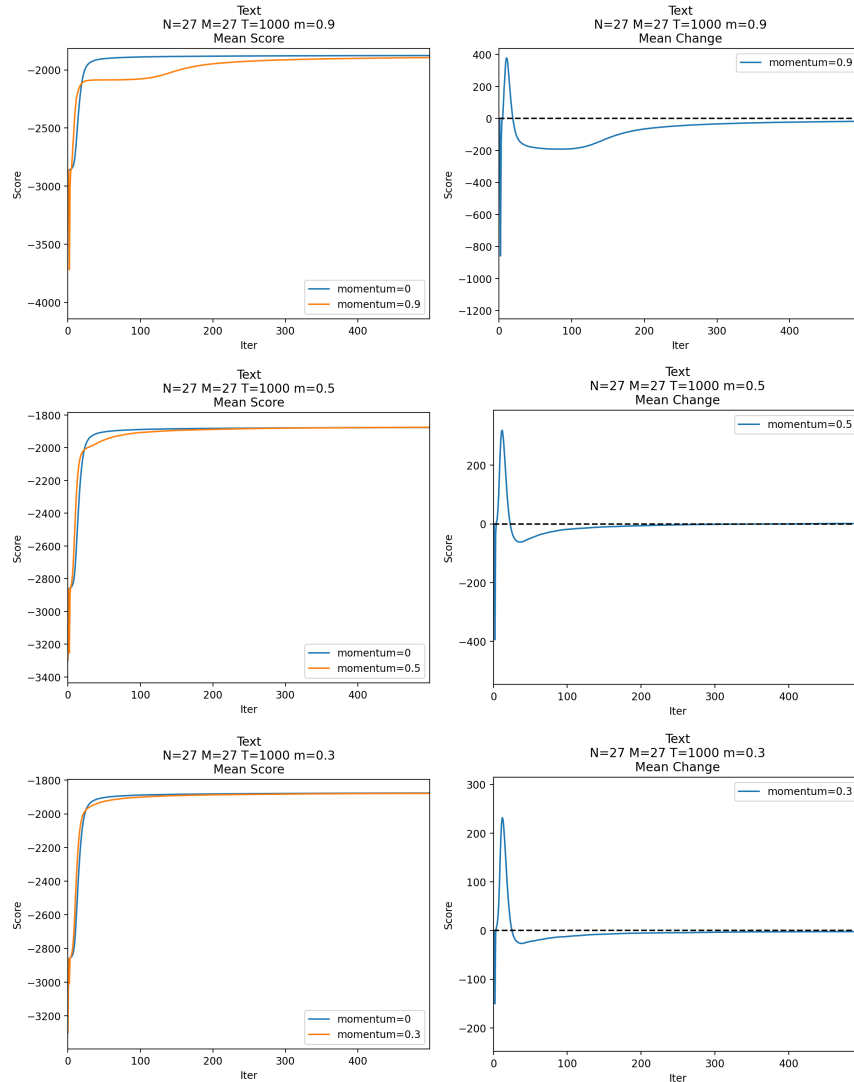 Text
N=27 M=27 T=1000 m=0.9
Mean Score
−2000
−2500
−3000
−3500
−4000
Score
0
100
200
300
400
Iter
momentum=0
momentum=0.9
Text
N=27 M=27 T=1000 m=0.9
Mean Change
400
200
0
−200
−400
−600
−800
−1000
−1200
Score
0
100
200
300
400
Iter
momentum=0.9
Text
N=27 M=27 T=1000 m=0.5
Mean Score
−1800
−2000
−2200
−2400
−2600
−2800
−3000
−3200
−3400
Score
0
100
200
300
400
Iter
momentum=0
momentum=0.5
Text
N=27 M=27 T=1000 m=0.5
Mean Change
200
0
−200
−400
Score
0
100
200
300
400
Iter
momentum=0.5
Text
N=27 M=27 T=1000 m=0.3
Mean Score
−1800
−2000
−2200
−2400
−2600
−2800
−3000
−3200
Score
0
100
200
300
400
Iter
momentum=0
momentum=0.3
Text
N=27 M=27 T=1000 m=0.3
Mean Change
300
200
100
0
−100
−200
Score
0
100
200
300
400
Iter
momentum=0.3